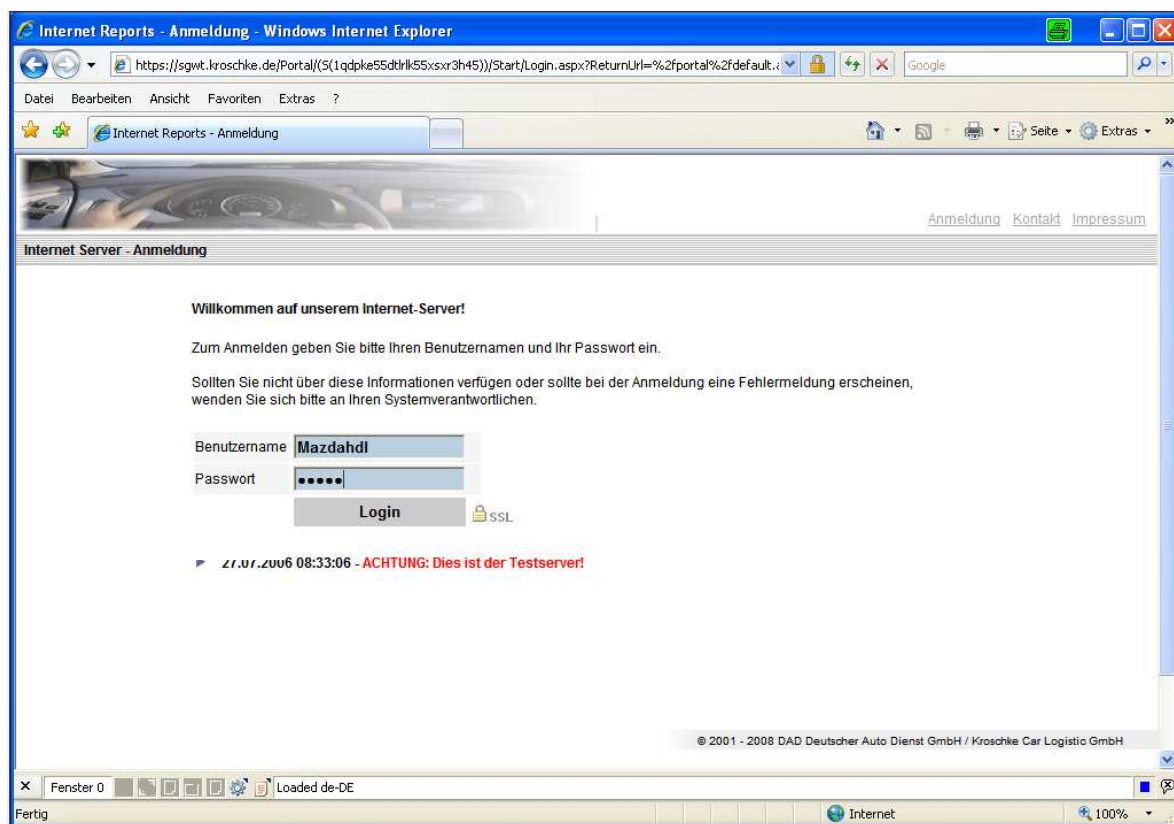 Internet Reports - Anmeldung - Windows Internet Explorer
https://sgwt.kroschke.de/Portal/(S(1qdpke55dtlrlk55xsxr3h45))/Start/Login.aspx?ReturnUrl=%2fportal%2fdefault.a
Google
Datei Bearbeiten Ansicht Favoriten Extras ?
Internet Reports - Anmeldung
Seite Extras »
Anmeldung Kontakt Impressum
Internet Server - Anmeldung
Willkommen auf unserem Internet-Server!
Zum Anmelden geben Sie bitte Ihren Benutzernamen und Ihr Passwort ein.
Sollten Sie nicht über diese Informationen verfügen oder sollte bei der Anmeldung eine Fehlermeldung erscheinen,
wenden Sie sich bitte an Ihren Systemverantwortlichen.
Benutzername Mazdahdl
Passwort •••••
Login SSL
27.07.2006 08:33:06 - ACHTUNG: Dies ist der Testserver!
© 2001 - 2008 DAD Deutscher Auto Dienst GmbH / Kroschke Car Logistic GmbH
Fenster 0 Loaded de-DE
Fertig Internet 100%